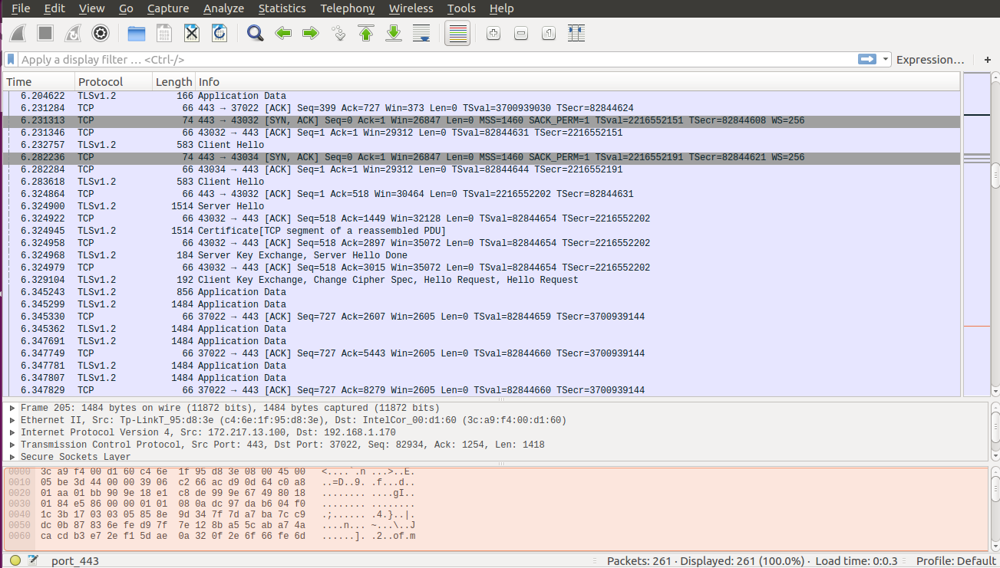 File Edit View Go Capture Analyze Statistics Telephony Wireless Tools Help
Apply a display filter … <Ctrl-/> Expression… +
Time Protocol Length Info
6.204622 TLSv1.2 166 Application Data
6.231284 TCP 66 443 → 37022 [ACK] Seq=399 Ack=727 Win=373 Len=0 TSval=3700939030 TSecr=82844624
6.231313 TCP 74 443 → 43032 [SYN, ACK] Seq=0 Ack=1 Win=26847 Len=0 MSS=1460 SACK_PERM=1 TSval=2216552151 TSecr=82844608 WS=256
6.231346 TCP 66 43032 → 443 [ACK] Seq=1 Ack=1 Win=29312 Len=0 TSval=82844631 TSecr=2216552151
6.232757 TLSv1.2 583 Client Hello
6.282236 TCP 74 443 → 43034 [SYN, ACK] Seq=0 Ack=1 Win=26847 Len=0 MSS=1460 SACK_PERM=1 TSval=2216552191 TSecr=82844621 WS=256
6.282284 TCP 66 43034 → 443 [ACK] Seq=1 Ack=1 Win=29312 Len=0 TSval=82844644 TSecr=2216552191
6.283618 TLSv1.2 583 Client Hello
6.324864 TCP 66 443 → 43032 [ACK] Seq=1 Ack=518 Win=30464 Len=0 TSval=2216552202 TSecr=82844631
6.324900 TLSv1.2 1514 Server Hello
6.324922 TCP 66 43032 → 443 [ACK] Seq=518 Ack=1449 Win=32128 Len=0 TSval=82844654 TSecr=2216552202
6.324945 TLSv1.2 1514 Certificate[TCP segment of a reassembled PDU]
6.324958 TCP 66 43032 → 443 [ACK] Seq=518 Ack=2897 Win=35072 Len=0 TSval=82844654 TSecr=2216552202
6.324968 TLSv1.2 184 Server Key Exchange, Server Hello Done
6.324979 TCP 66 43032 → 443 [ACK] Seq=518 Ack=3015 Win=35072 Len=0 TSval=82844654 TSecr=2216552202
6.329104 TLSv1.2 192 Client Key Exchange, Change Cipher Spec, Hello Request, Hello Request
6.345243 TLSv1.2 856 Application Data
6.345299 TLSv1.2 1484 Application Data
6.345330 TCP 66 37022 → 443 [ACK] Seq=727 Ack=2607 Win=2605 Len=0 TSval=82844659 TSecr=3700939144
6.345362 TLSv1.2 1484 Application Data
6.347691 TLSv1.2 1484 Application Data
6.347749 TCP 66 37022 → 443 [ACK] Seq=727 Ack=5443 Win=2605 Len=0 TSval=82844660 TSecr=3700939144
6.347781 TLSv1.2 1484 Application Data
6.347807 TLSv1.2 1484 Application Data
6.347829 TCP 66 37022 → 443 [ACK] Seq=727 Ack=8279 Win=2605 Len=0 TSval=82844660 TSecr=3700939144
Frame 205: 1484 bytes on wire (11872 bits), 1484 bytes captured (11872 bits)
Ethernet II, Src: Tp-LinkT_95:d8:3e (c4:6e:1f:95:d8:3e), Dst: IntelCor_00:d1:60 (3c:a9:f4:00:d1:60)
Internet Protocol Version 4, Src: 172.217.13.100, Dst: 192.168.1.170
Transmission Control Protocol, Src Port: 443, Dst Port: 37022, Seq: 82934, Ack: 1254, Len: 1418
Secure Sockets Layer
0000 3c a9 f4 00 d1 60 c4 6e 1f 95 d8 3e 08 00 45 00 <....`.n ...>..E.
0010 05 be 3d 44 00 00 39 06 c2 66 ac d9 0d 64 c0 a8 ..=D..9. .f...d..
0020 01 aa 01 bb 90 9e 18 e1 c8 de 99 9e 67 49 80 18 ........ ....gI..
0030 01 84 e5 86 00 00 01 01 08 0a dc 97 da b6 04 f0 ........ ........
0040 1c 3b 17 03 03 05 85 8e 9d 34 7f 7d a7 ba 7c c9 .;...... .4.}..|.
0050 dc 0b 87 83 6e fe d9 7f 7e 12 8b a5 5c ab a7 4a ....n... ~...\..J
0060 ca cd b3 e7 2e f1 5d ae 0a 32 0f 2e 6f 66 fe 6d ......]. .2..of.m
port_443 Packets: 261 · Displayed: 261 (100.0%) · Load time: 0:0.3 Profile: Default